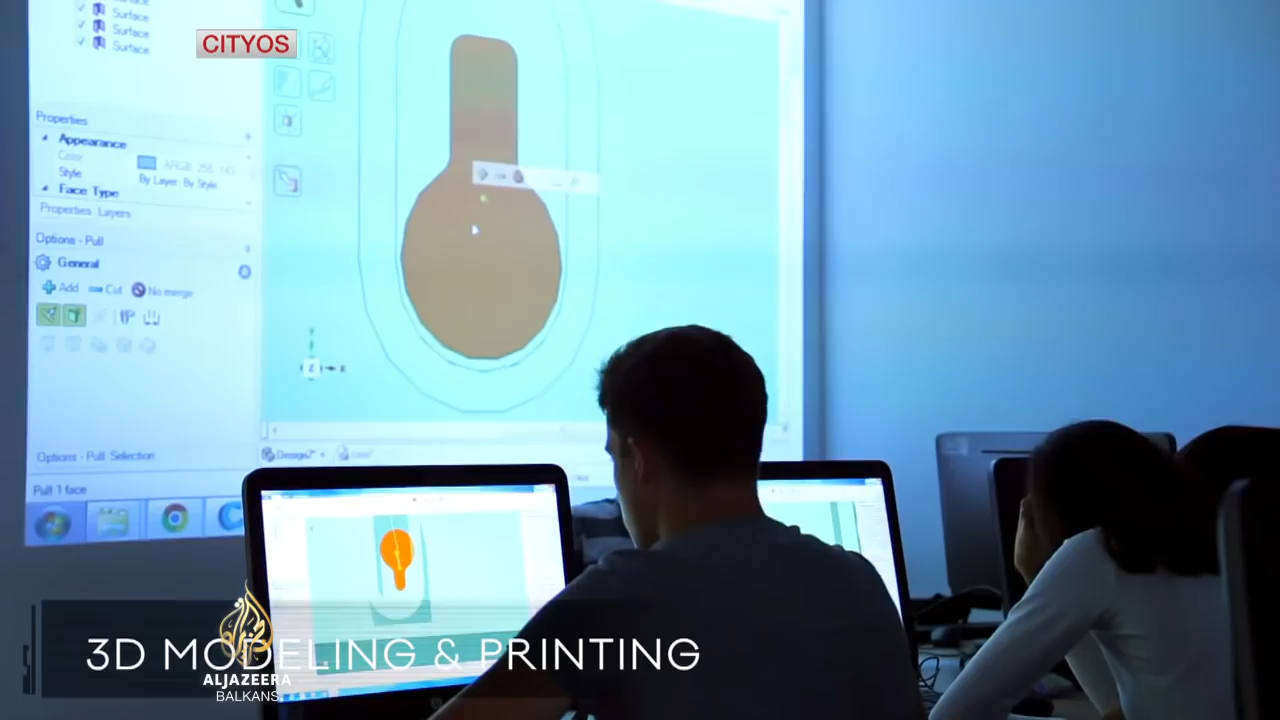 Surface
Surface
Surface
CITYOS
Properties
Appearance
Color
Style
By Layer By Style
Face Type
Properties Layers
Options - Pull
General
Add
Cut
No merge
Z
X
Options - Pull Selection
Pull 1 face
3D MODELING & PRINTING
ALJAZEERA
BALKANS